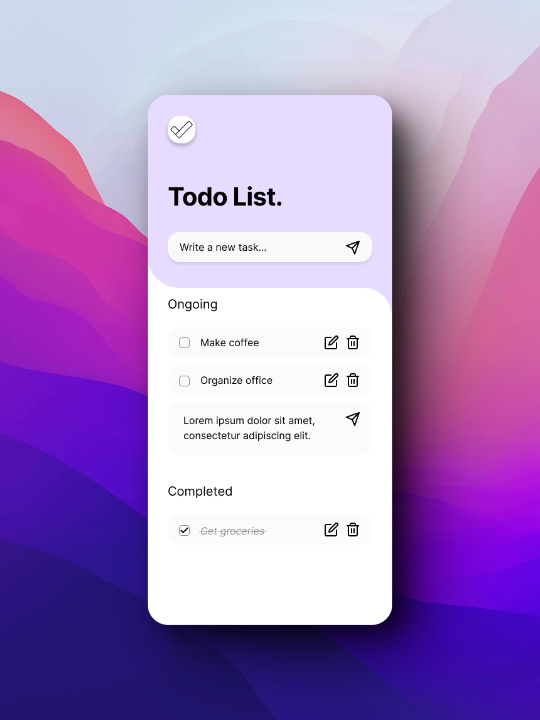 Todo List.
Write a new task...
Ongoing
Make coffee
Organize office
Lorem ipsum dolor sit amet,
consectetur adipiscing elit.
Completed
Get groceries